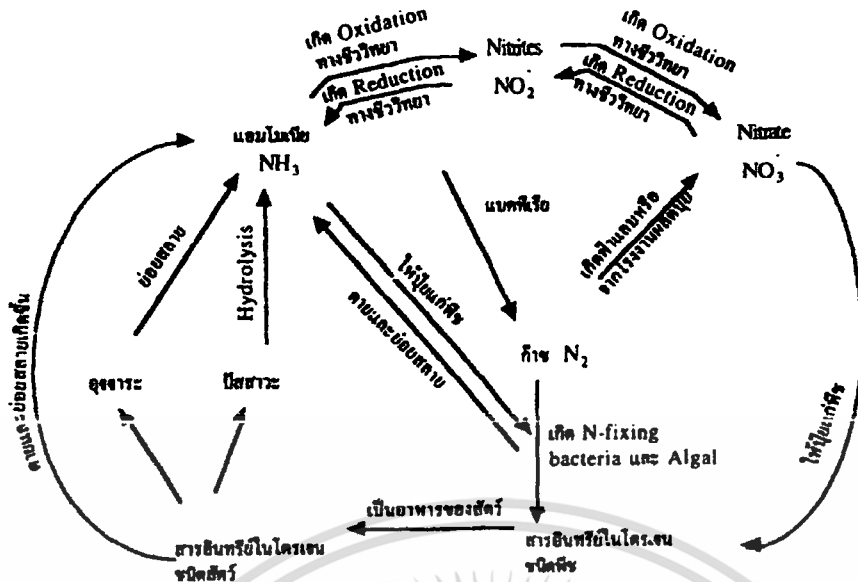 เกิด Oxidation
ทางชีววิทยา
เกิด Reduction
ทางชีววิทยา
Nitrites
NO₂⁻
เกิด Oxidation
ทางชีววิทยา
เกิด Reduction
ทางชีววิทยา
แอมโมเนีย
NH₃
Nitrate
NO₃⁻
แบคทีเรีย
เกิดฟ้าแลบหรือ
จากโรงงานผลิตปุ๋ย
ย่อยสลาย
Hydrolysis
ให้ปุ๋ยแก่พืช
ตายและย่อยสลาย
ก๊าซ N₂
อุจจาระ
ปัสสาวะ
ตายและย่อยสลายเกิดขึ้น
เกิด N-fixing
bacteria และ Algal
ให้ปุ๋ยแก่พืช
เป็นอาหารของสัตว์
สารอินทรีย์ไนโตรเจน
ชนิดสัตว์
สารอินทรีย์ไนโตรเจน
ชนิดพืช